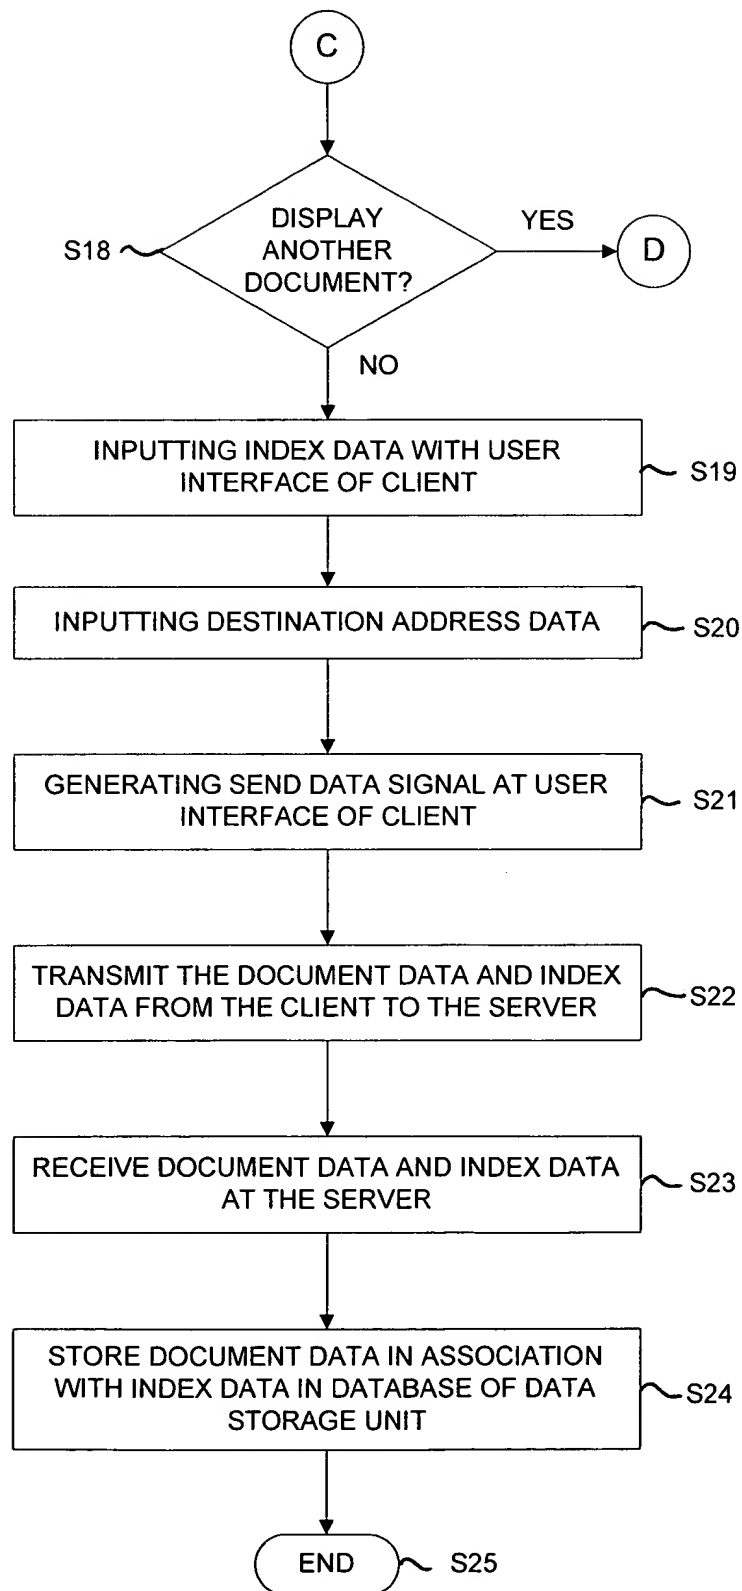 C
DISPLAY
ANOTHER
DOCUMENT?
S18
YES
D
NO
INPUTTING INDEX DATA WITH USER
INTERFACE OF CLIENT
S19
INPUTTING DESTINATION ADDRESS DATA
S20
GENERATING SEND DATA SIGNAL AT USER
INTERFACE OF CLIENT
S21
TRANSMIT THE DOCUMENT DATA AND INDEX
DATA FROM THE CLIENT TO THE SERVER
S22
RECEIVE DOCUMENT DATA AND INDEX DATA
AT THE SERVER
S23
STORE DOCUMENT DATA IN ASSOCIATION
WITH INDEX DATA IN DATABASE OF DATA
STORAGE UNIT
S24
END
S25